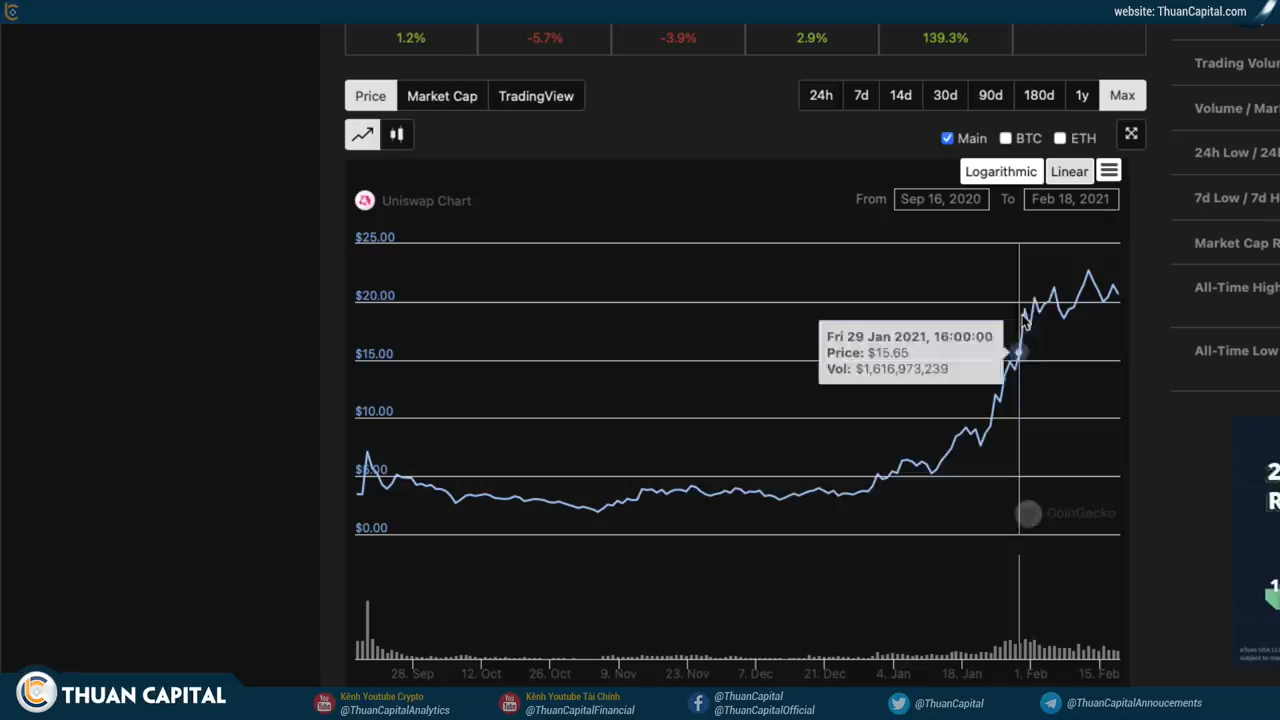 website: ThuanCapital.com
1.2% -5.7% -3.9% 2.9% 139.3%
Price Market Cap TradingView 24h 7d 14d 30d 90d 180d 1y Max
Main BTC ETH
Logarithmic Linear
Uniswap Chart From Sep 16, 2020 To Feb 18, 2021
$25.00
$20.00
$15.00
$10.00
$5.00
$0.00
Fri 29 Jan 2021, 16:00:00
Price: $15.65
Vol: $1,616,973,239
CoinGecko
28. Sep 12. Oct 26. Oct 9. Nov 23. Nov 7. Dec 21. Dec 4. Jan 18. Jan 1. Feb 15. Feb
Trading Volu
Volume / Mar
24h Low / 24
7d Low / 7d H
Market Cap R
All-Time High
All-Time Low
2
R
1
THUAN CAPITAL
Kênh Youtube Crypto
@ThuanCapitalAnalytics
Kênh Youtube Tài Chính
@ThuanCapitalFinancial
@ThuanCapital
@ThuanCapitalOfficial
@ThuanCapital
@ThuanCapitalAnnoucements